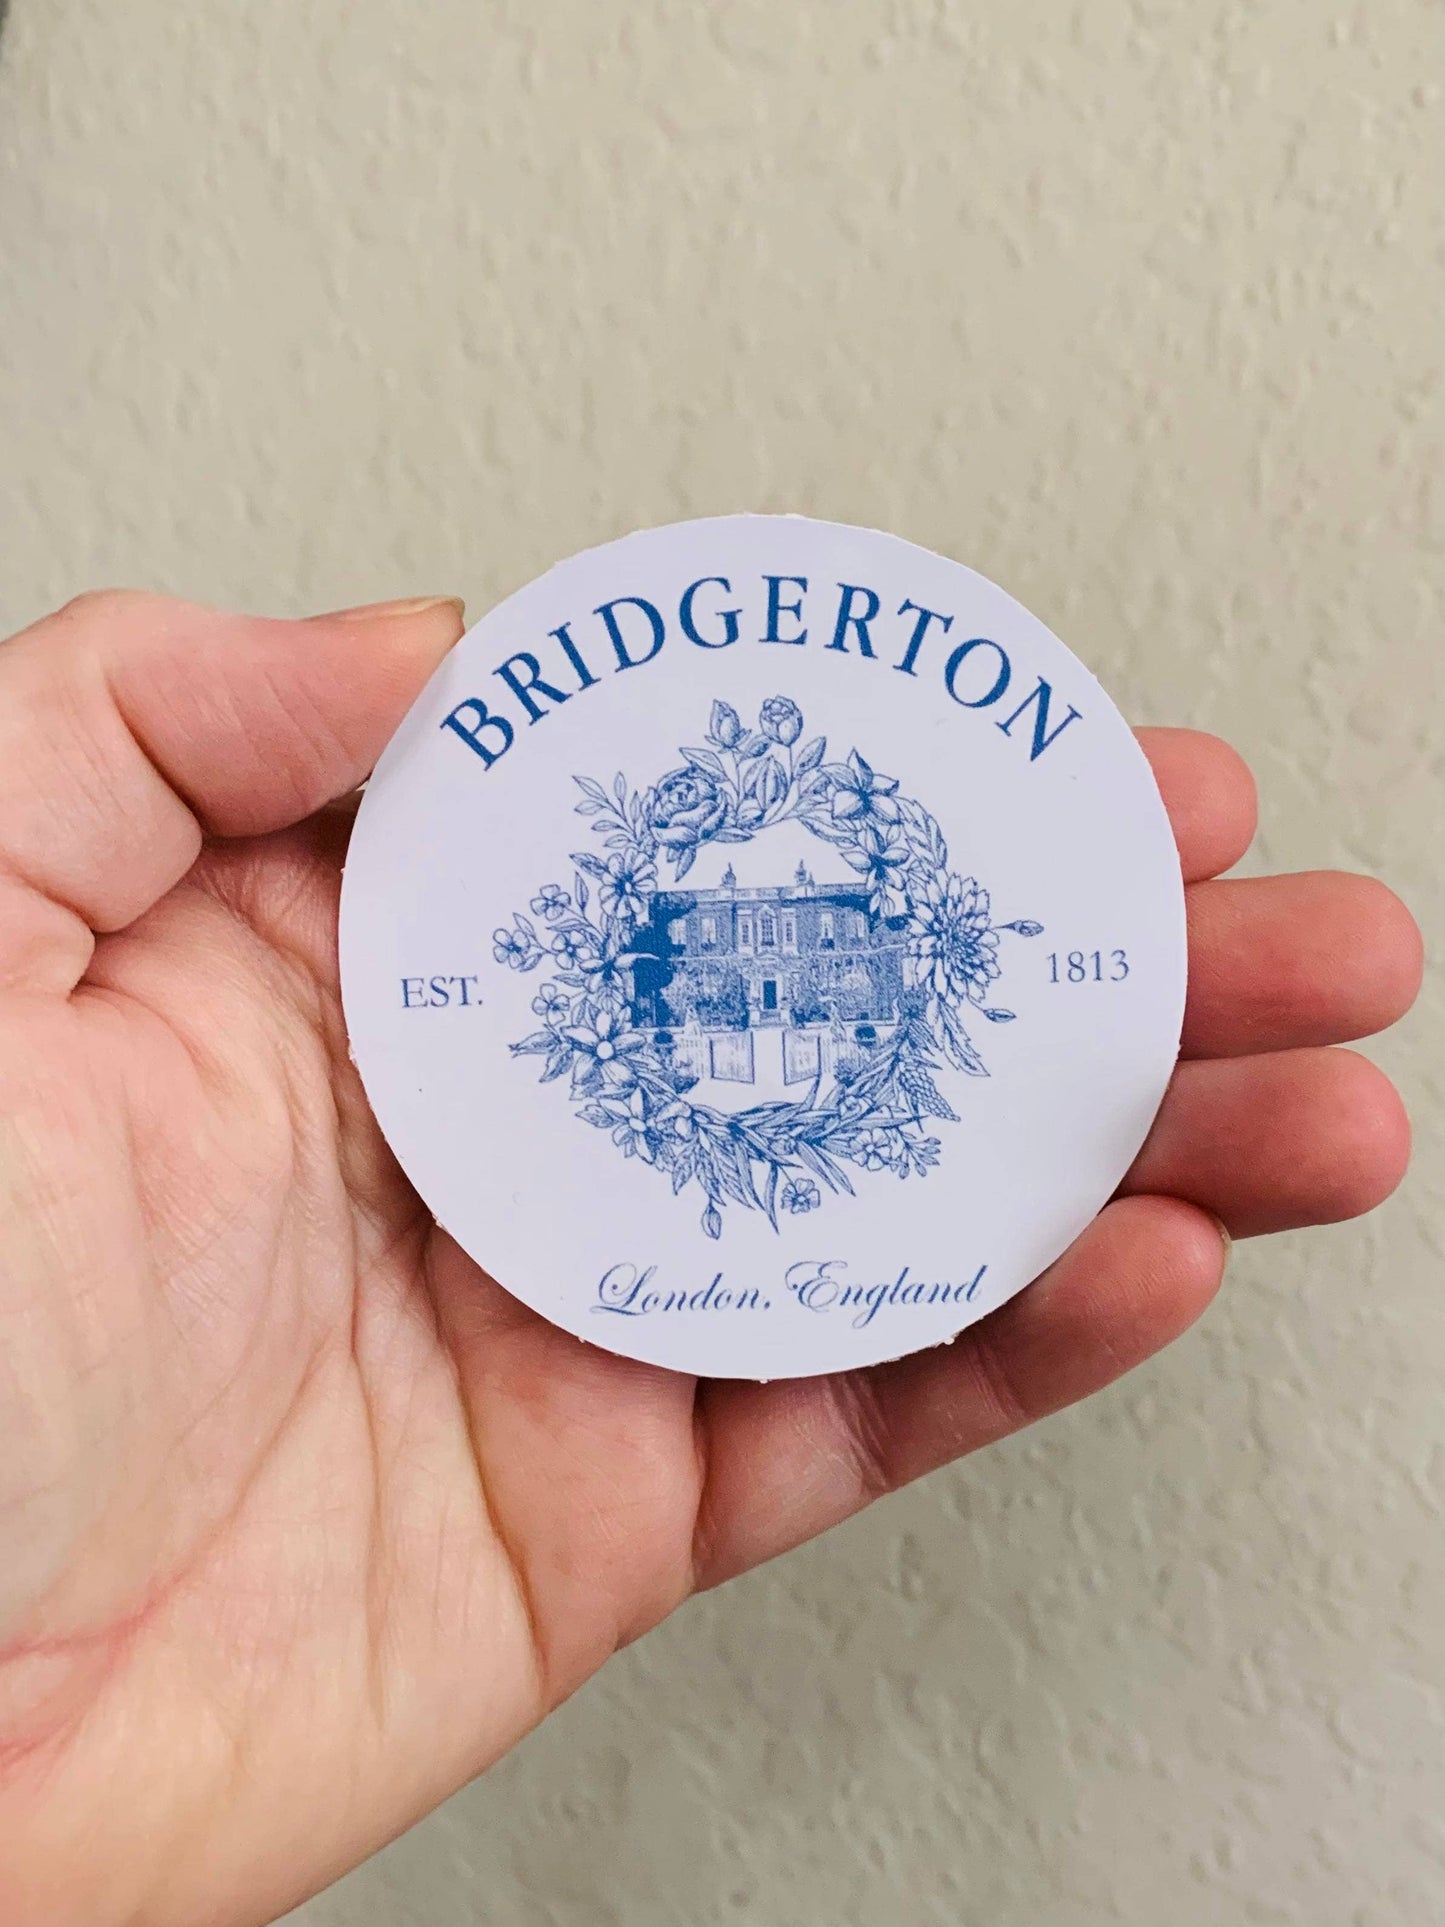 BRIDGERTON
EST. 1813
London, England